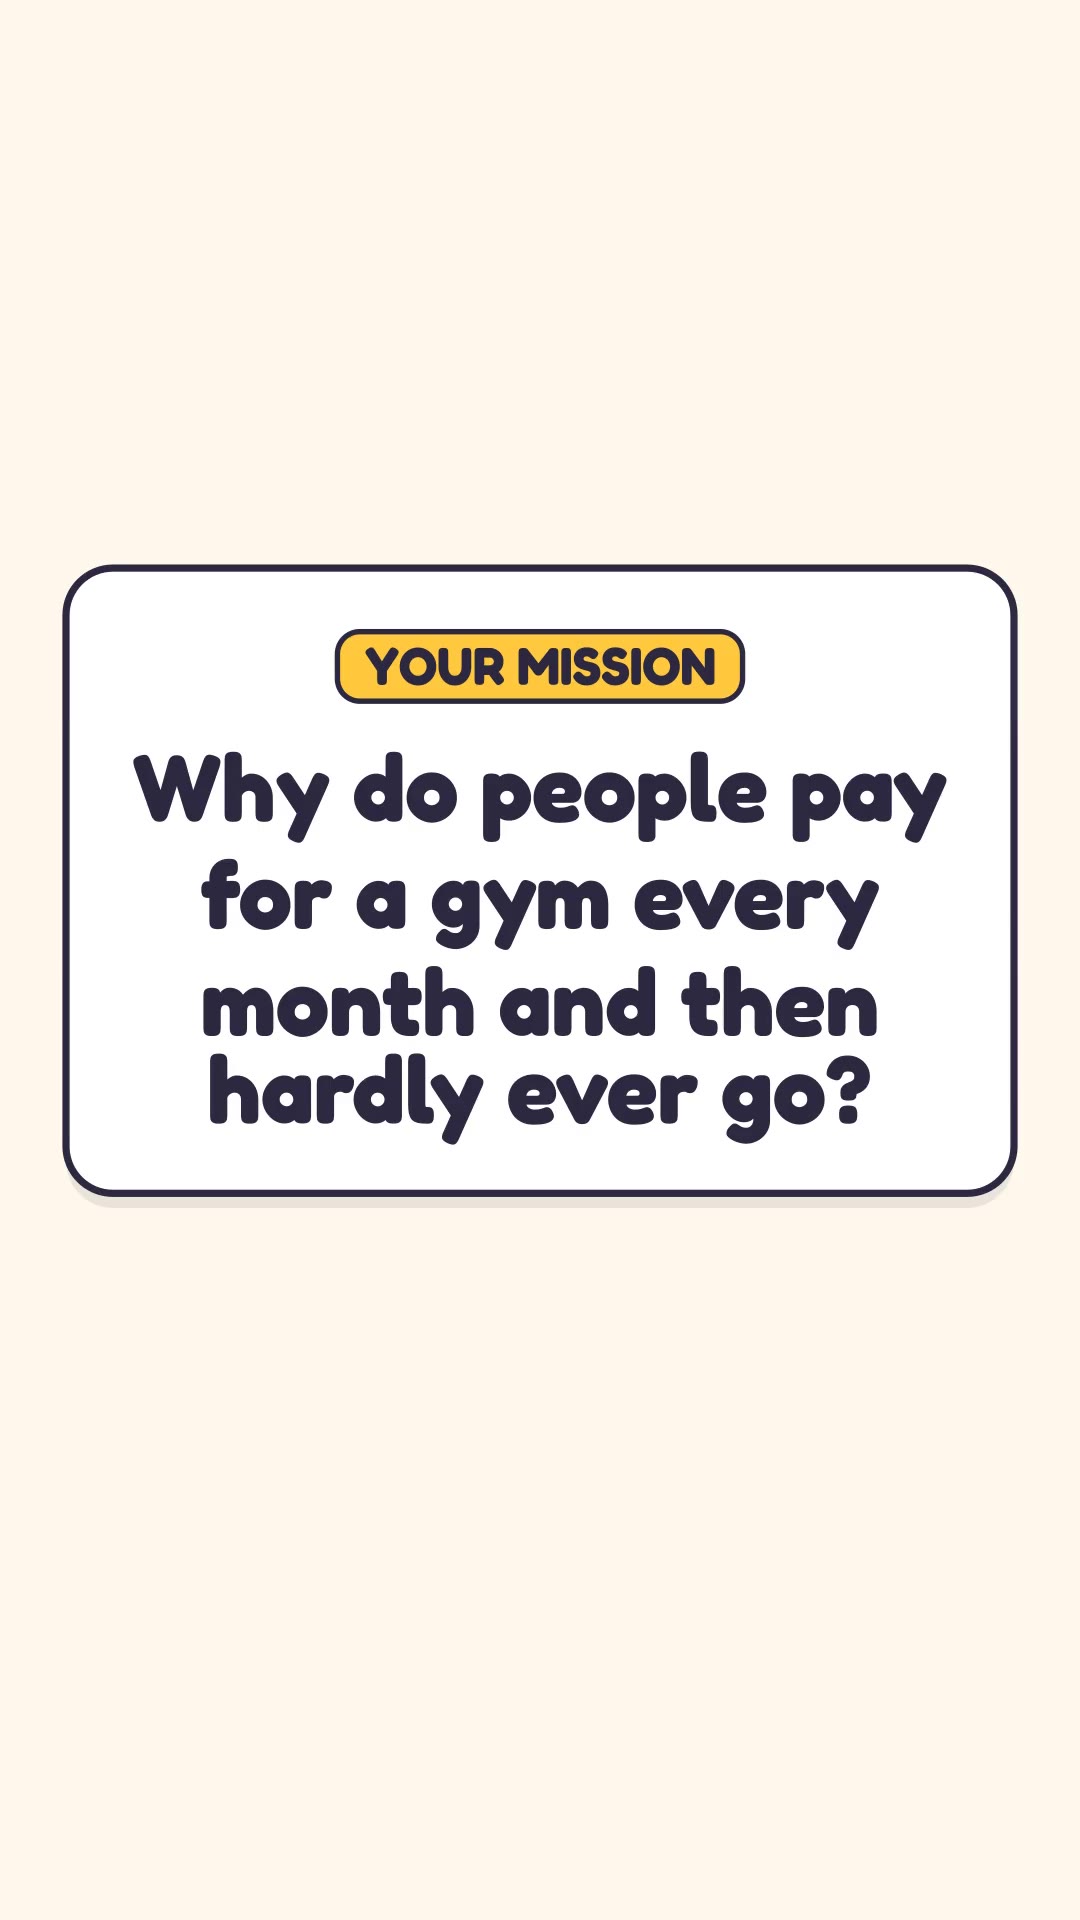 YOUR MISSION
Why do people pay
for a gym every
month and then
hardly ever go?